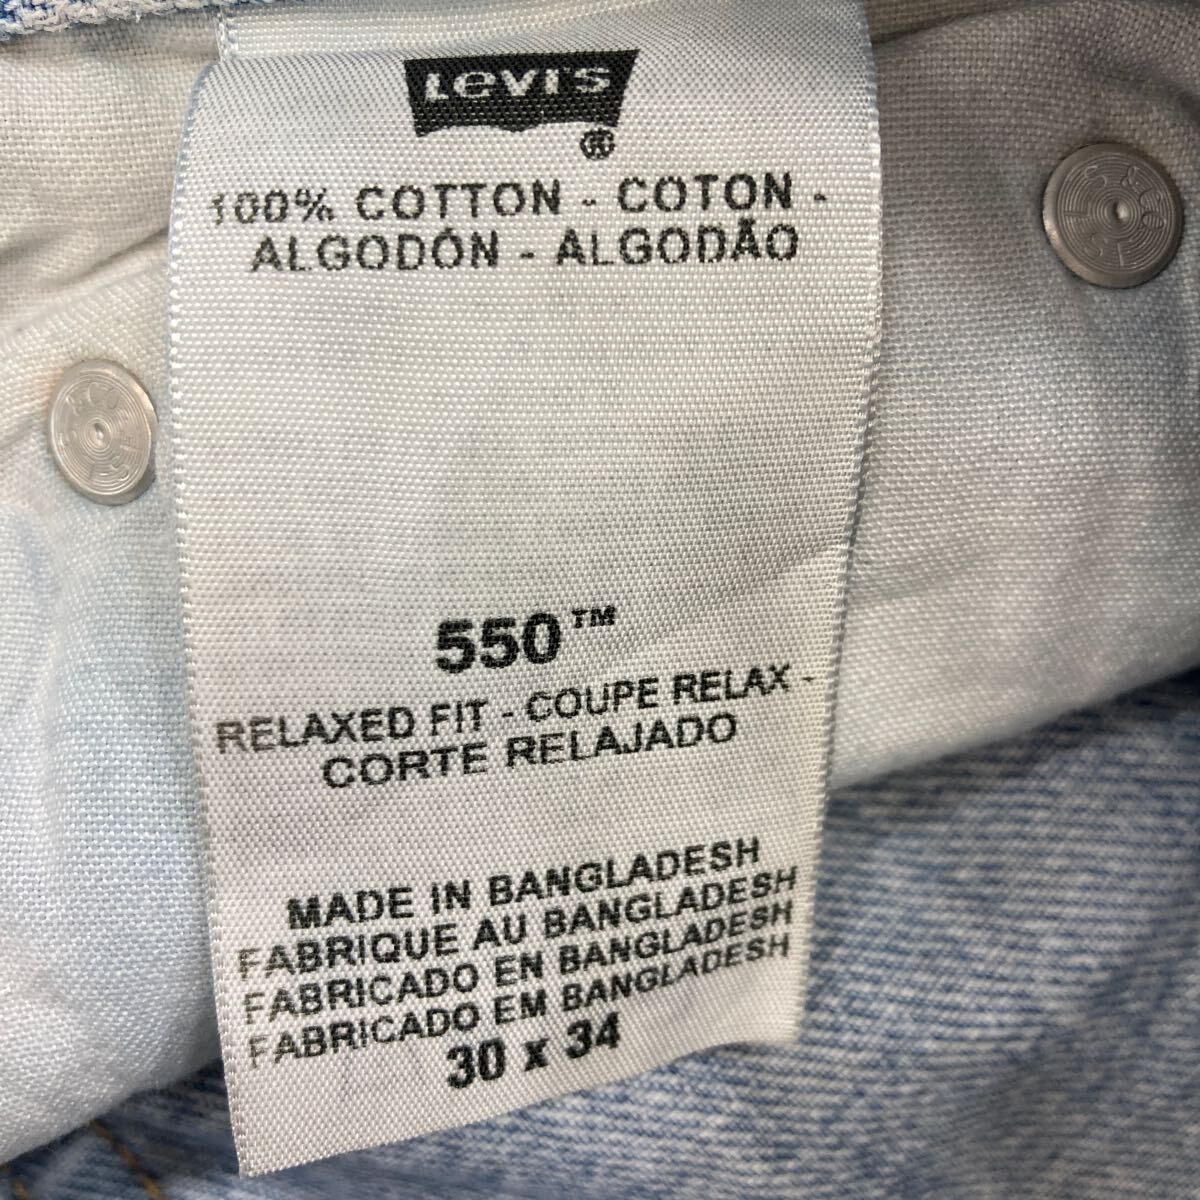 LEVI'S
®
100% COTTON - COTON -
ALGODÓN - ALGODÃO
550™
RELAXED FIT - COUPE RELAX -
CORTE RELAJADO
MADE IN BANGLADESH
FABRIQUE AU BANGLADESH
FABRICADO EN BANGLADESH
FABRICADO EM BANGLADESH
30 x 34